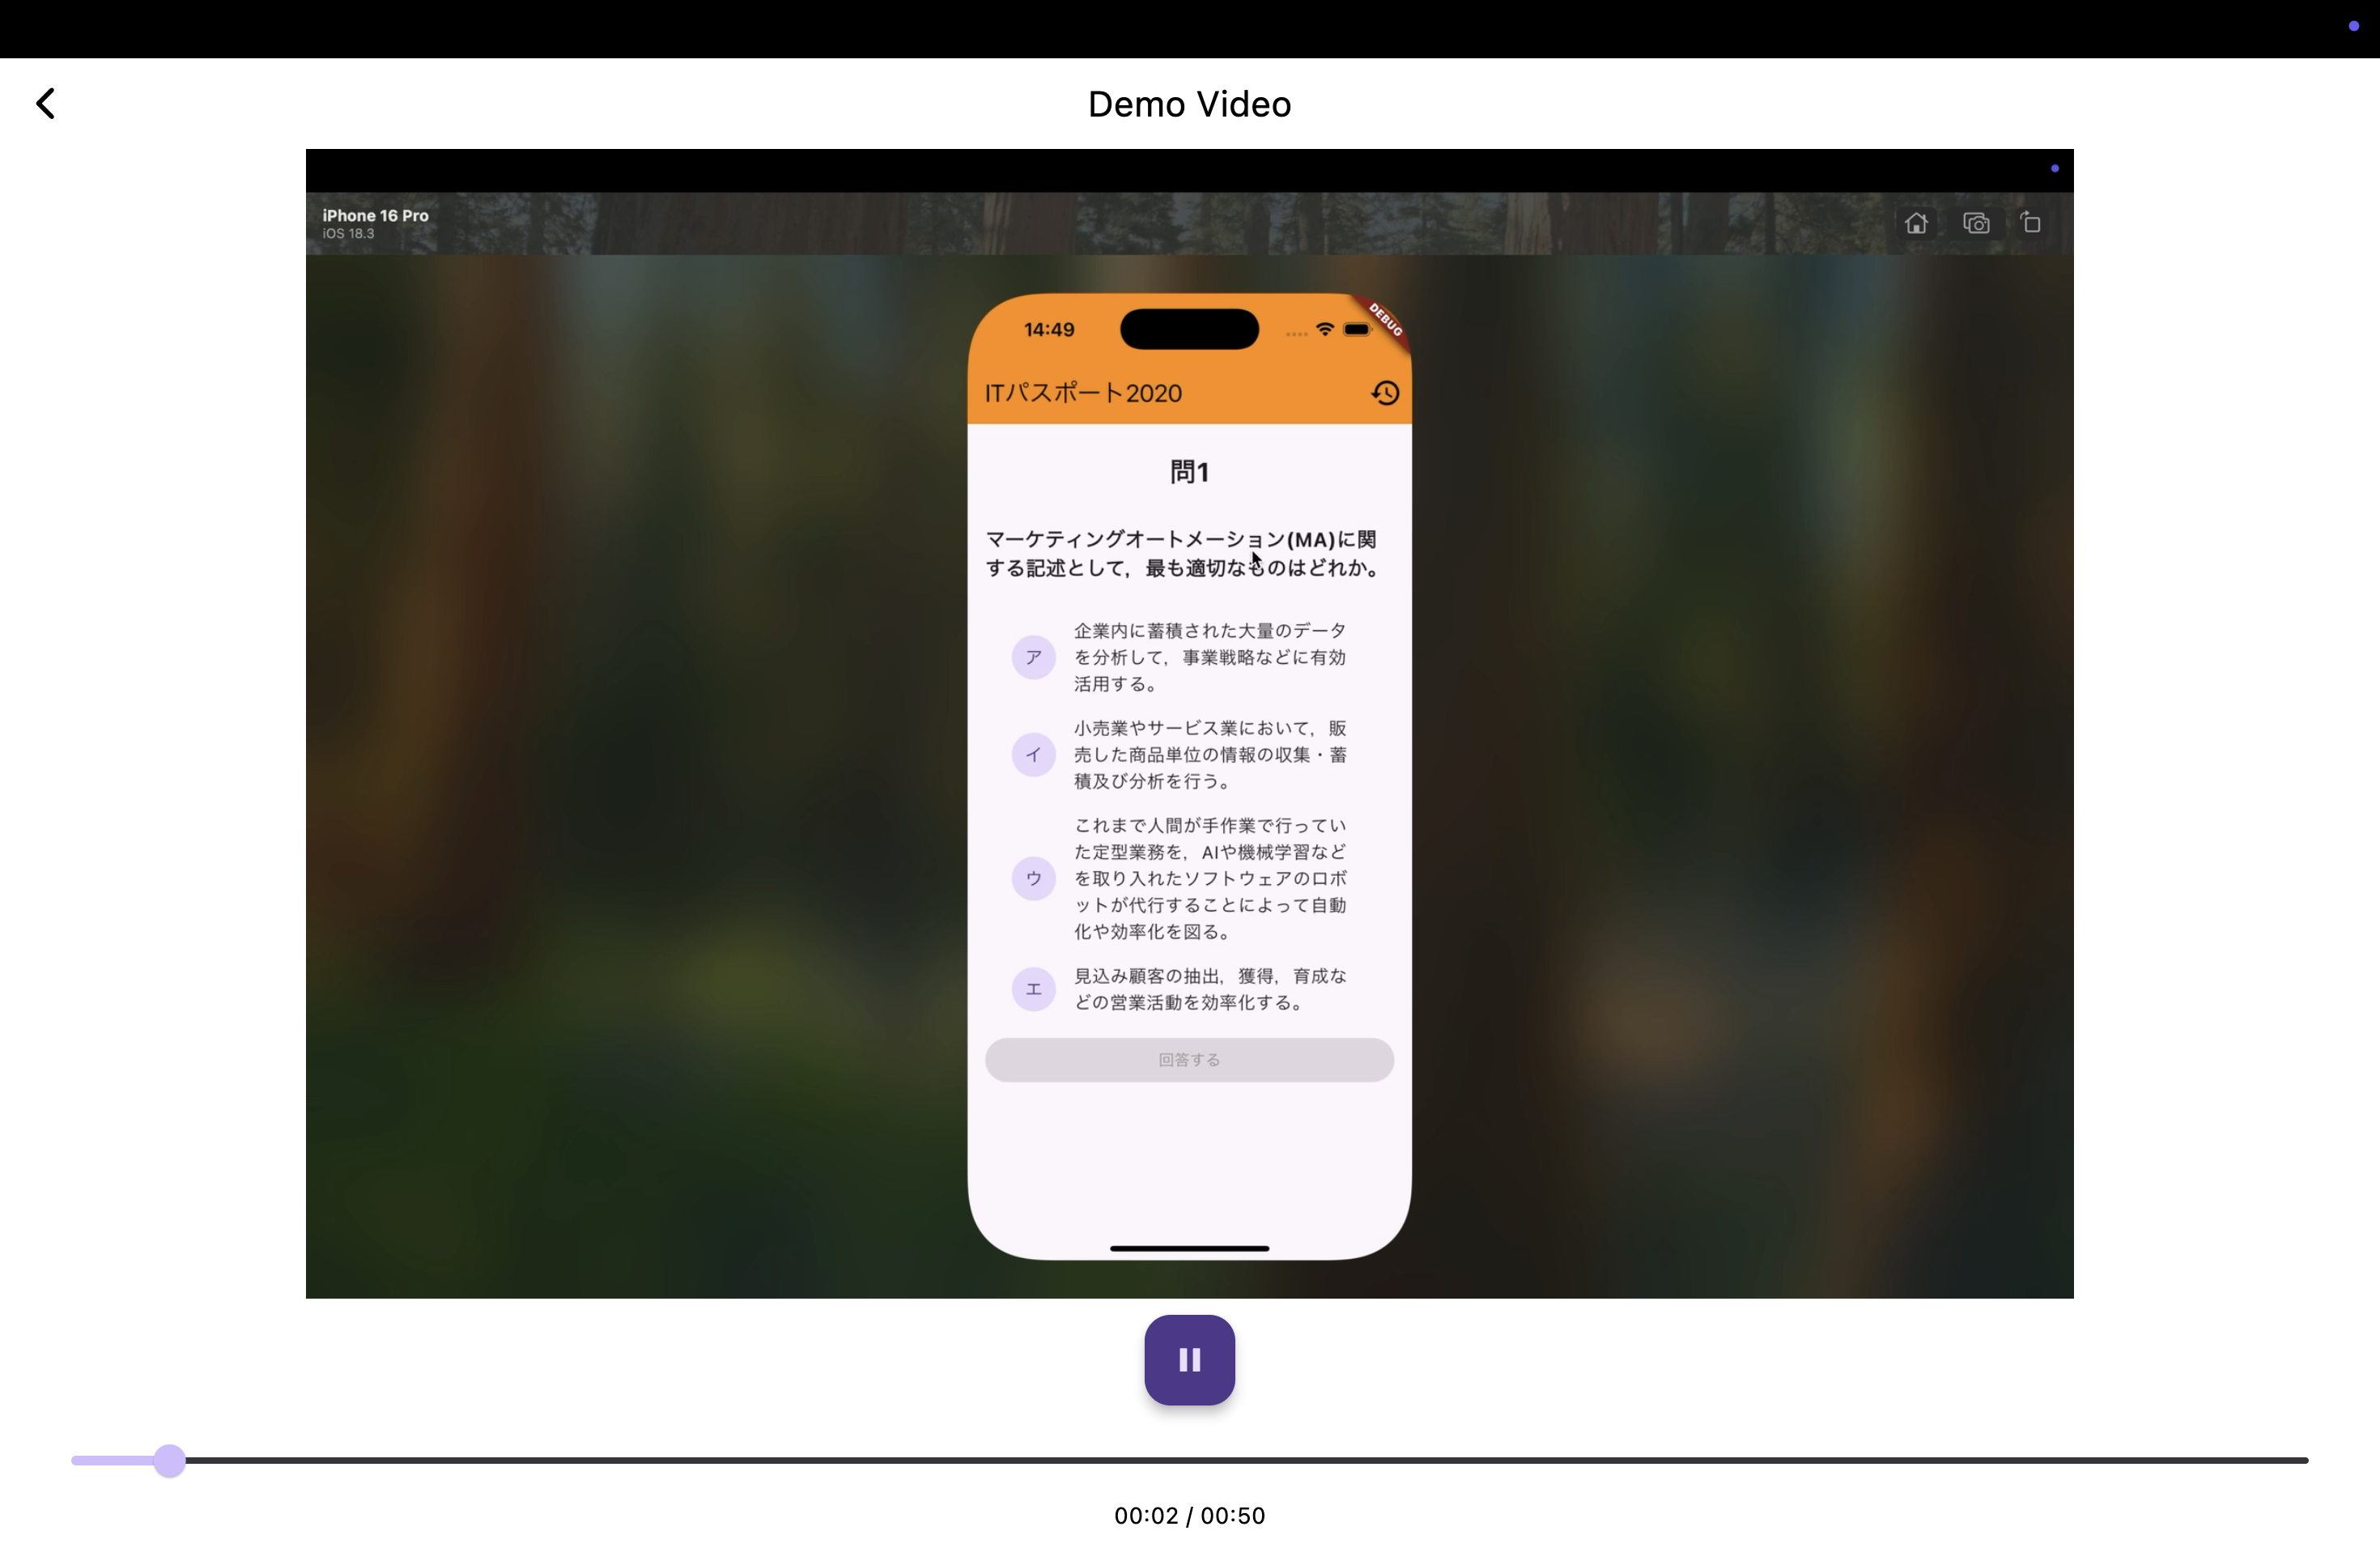 Demo Video
iPhone 16 Pro
iOS 18.3
14:49
DEBUG
ITパスポート2020
問1
マーケティングオートメーション(MA)に関
する記述として，最も適切なものはどれか。
ア
企業内に蓄積された大量のデータ
を分析して，事業戦略などに有効
活用する。
イ
小売業やサービス業において，販
売した商品単位の情報の収集・蓄
積及び分析を行う。
ウ
これまで人間が手作業で行ってい
た定型業務を，AIや機械学習など
を取り入れたソフトウェアのロボ
ットが代行することによって自動
化や効率化を図る。
エ
見込み顧客の抽出，獲得，育成な
どの営業活動を効率化する。
回答する
00:02 / 00:50